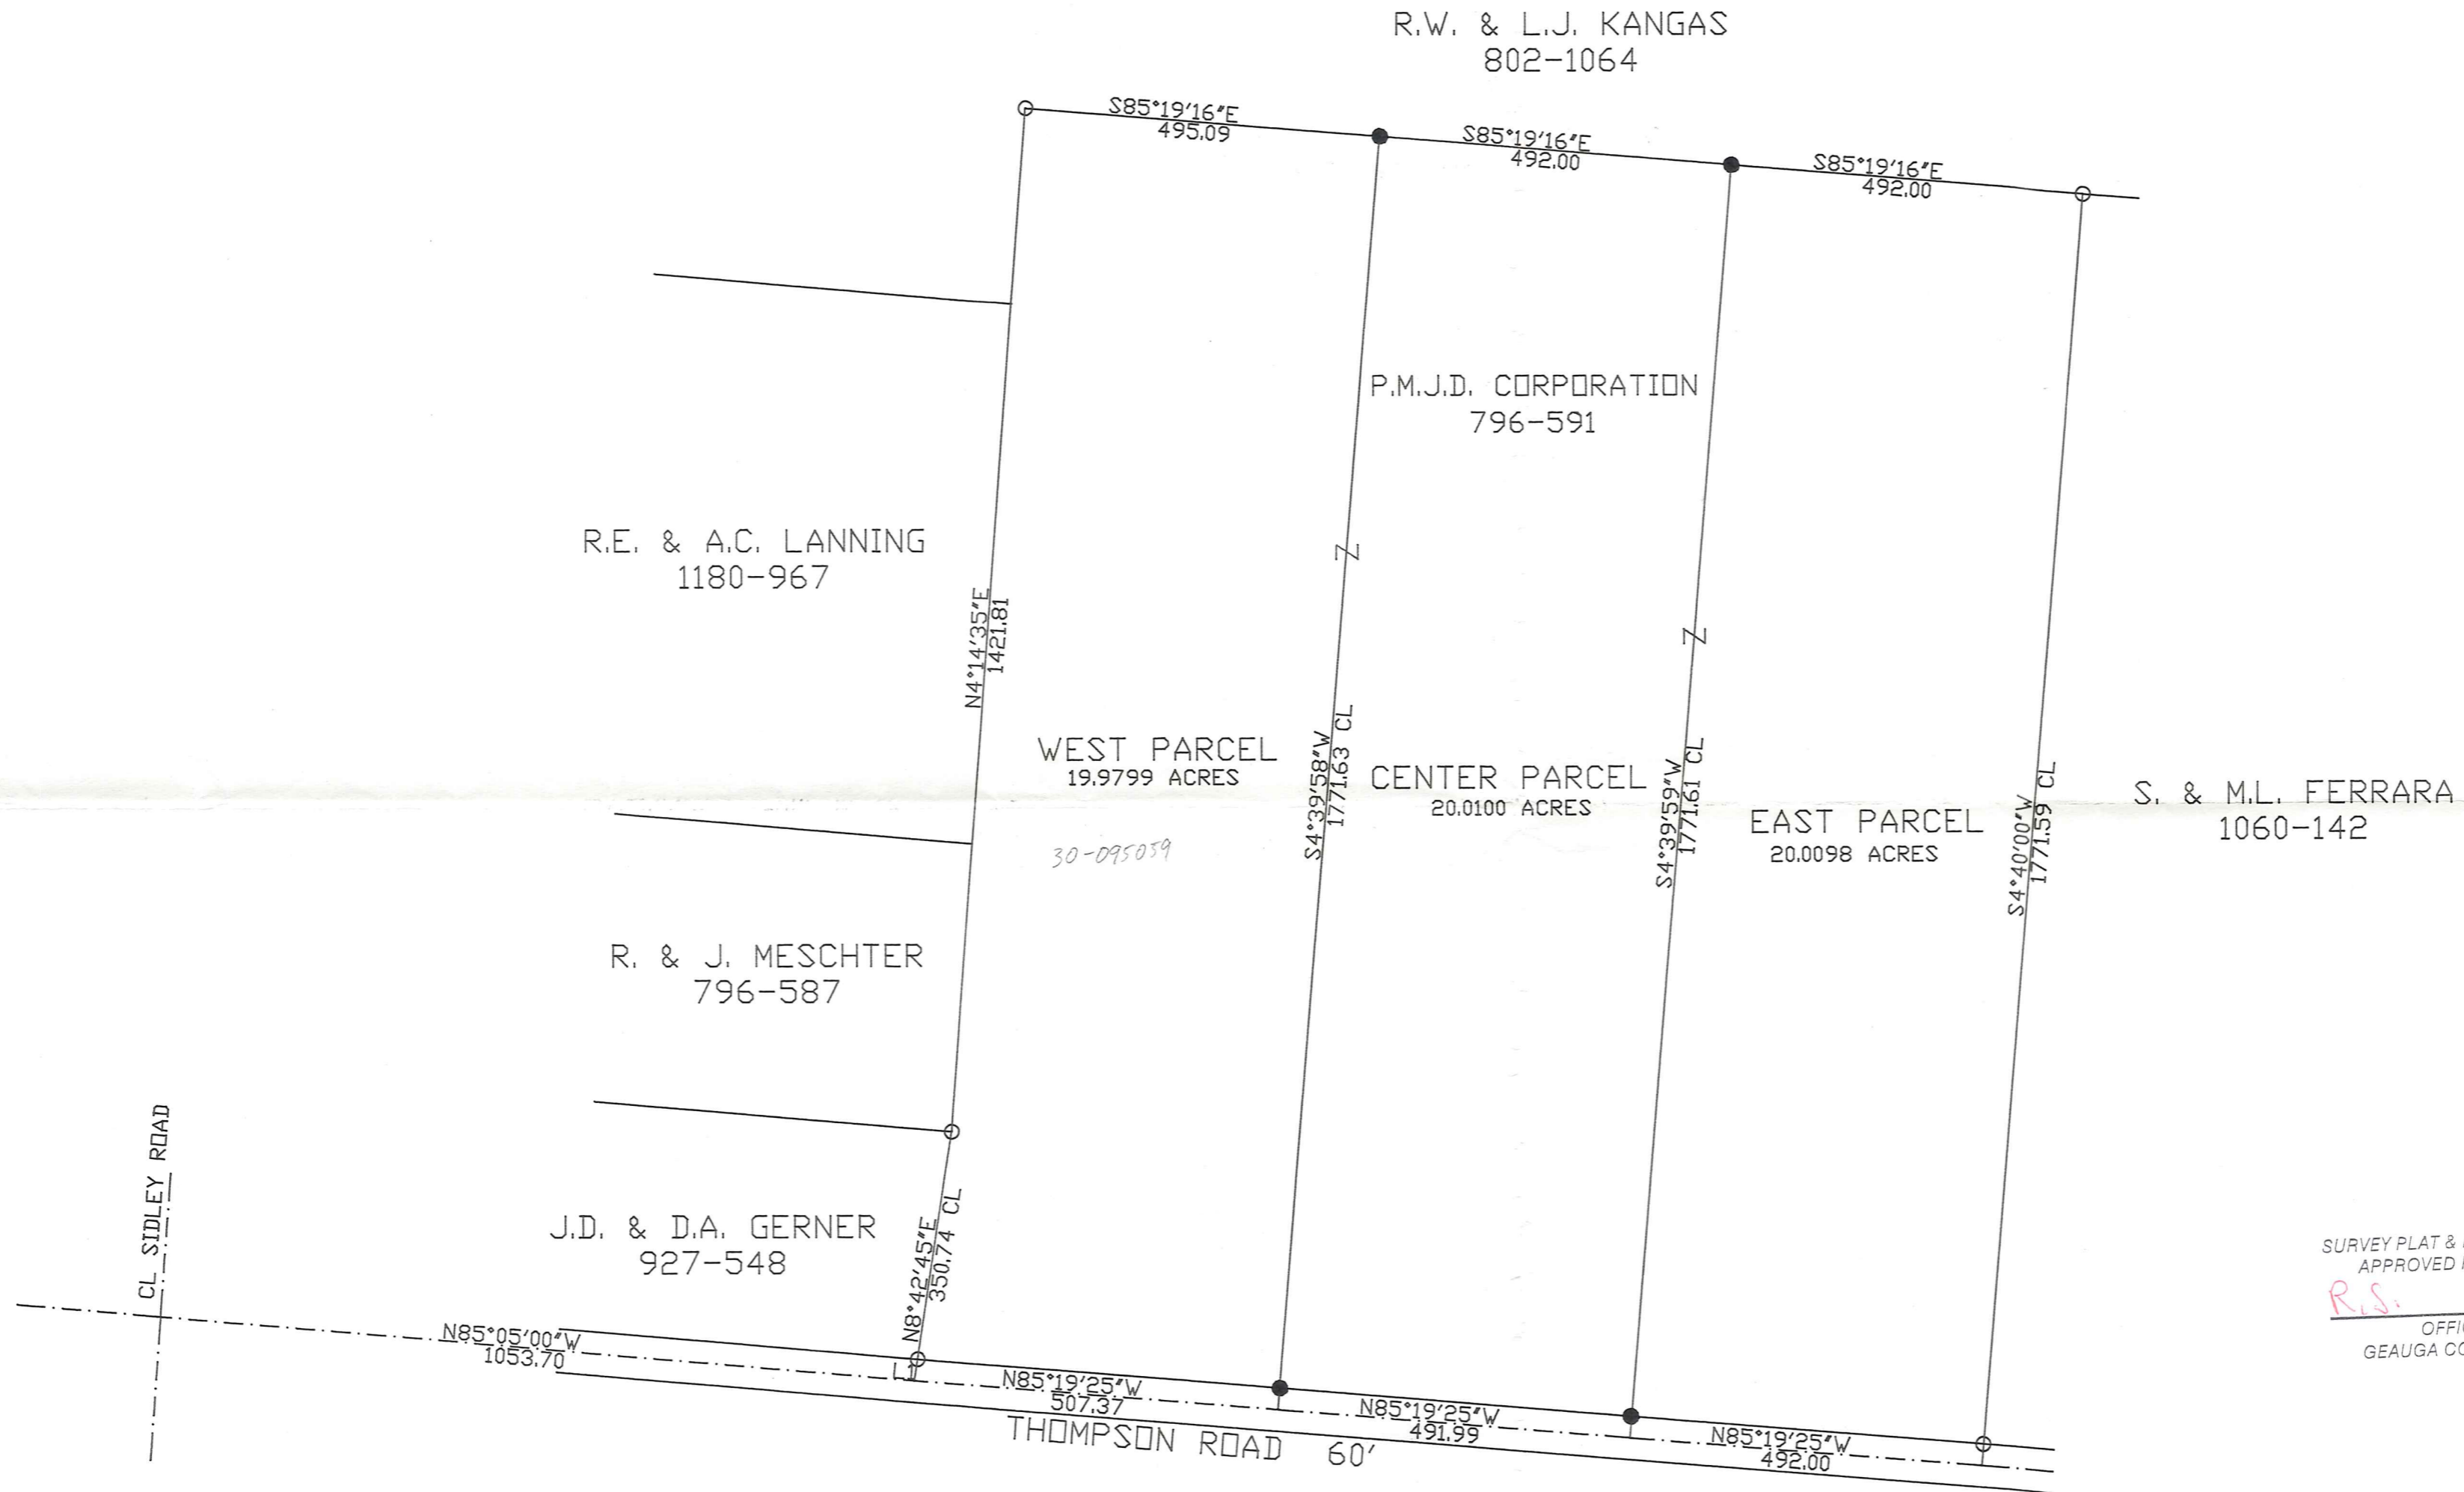 R.W. & L.J. KANGAS
802-1064
S85°19'16"E
495.09
S85°19'16"E
492.00
S85°19'16"E
492.00
P.M.J.D. CORPORATION
796-591
R.E. & A.C. LANNING
1180-967
N4°14'35"E
1421.81
WEST PARCEL
19.9799 ACRES
30-095059
S4°39'58"W
1771.63 CL
CENTER PARCEL
20.0100 ACRES
S4°39'59"W
1771.61 CL
EAST PARCEL
20.0098 ACRES
S4°40'00"W
1771.59 CL
S. & M.L. FERRARA
1060-142
R. & J. MESCHTER
796-587
CL SIDLEY ROAD
J.D. & D.A. GERNER
927-548
N8°42'45"E
350.74 CL
SURVEY PLAT &
APPROVED
R.S.
OFFI
GEAUGA CO
N85°05'00"W
1053.70
L1
N85°19'25"W
507.37
N85°19'25"W
491.99
N85°19'25"W
492.00
THOMPSON ROAD 60'